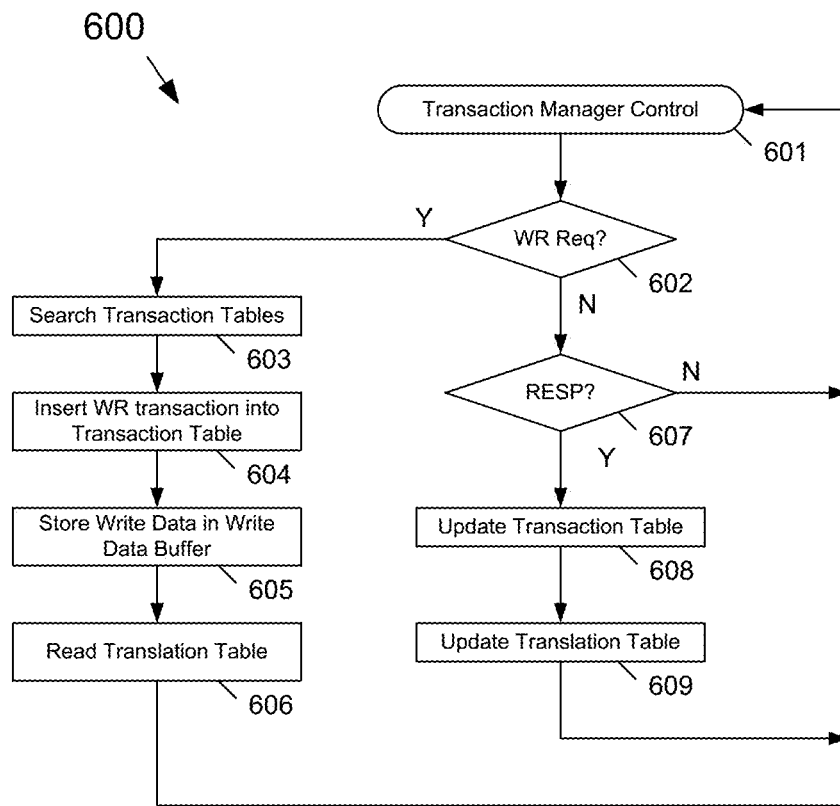 600
Transaction Manager Control
601
Y
WR Req?
602
N
Search Transaction Tables
603
RESP?
N
607
Insert WR transaction into
Transaction Table
604
Y
Store Write Data in Write
Data Buffer
605
Update Transaction Table
608
Read Translation Table
606
Update Translation Table
609